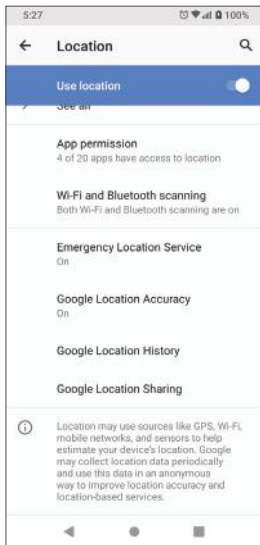 5:27
100%
Location
Use location
See all
App permission
4 of 20 apps have access to location
Wi-Fi and Bluetooth scanning
Both Wi-Fi and Bluetooth scanning are on
Emergency Location Service
On
Google Location Accuracy
On
Google Location History
Google Location Sharing
Location may use sources like GPS, Wi-Fi,
mobile networks, and sensors to help
estimate your device's location. Google
may collect location data periodically
and use this data in an anonymous
way to improve location accuracy and
location-based services.